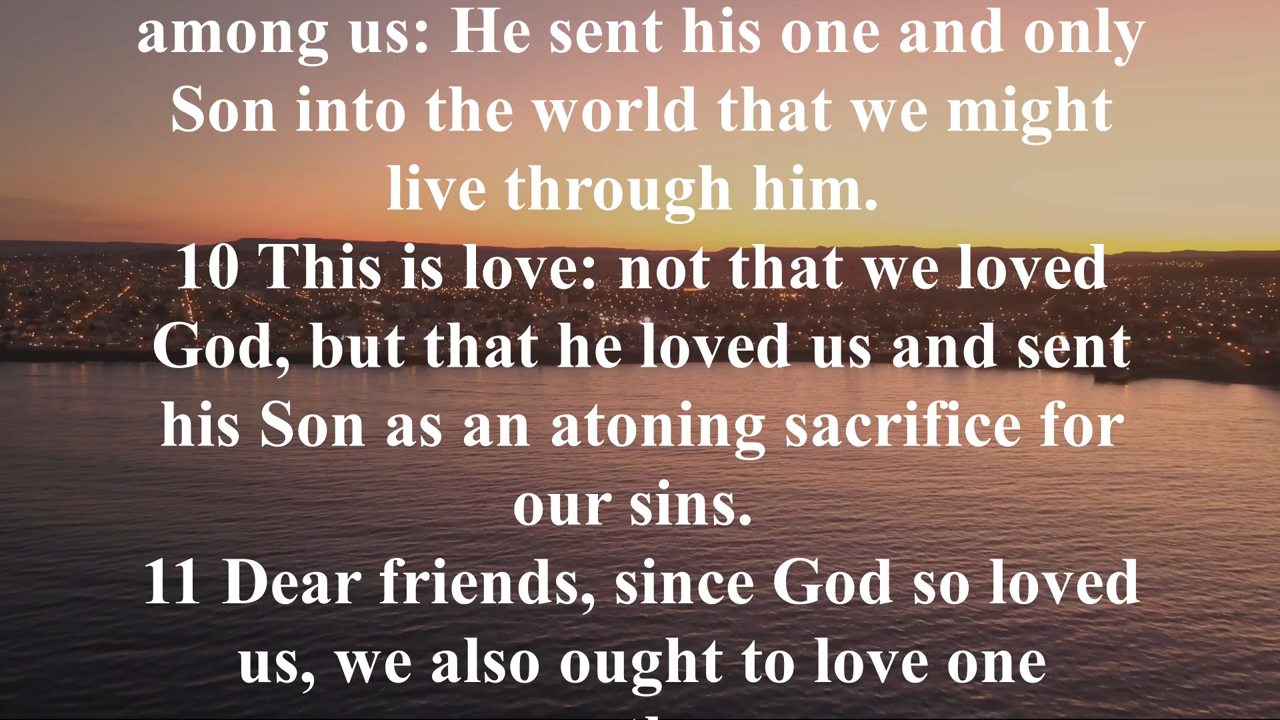 among us: He sent his one and only
Son into the world that we might
live through him.
10 This is love: not that we loved
God, but that he loved us and sent
his Son as an atoning sacrifice for
our sins.
11 Dear friends, since God so loved
us, we also ought to love one